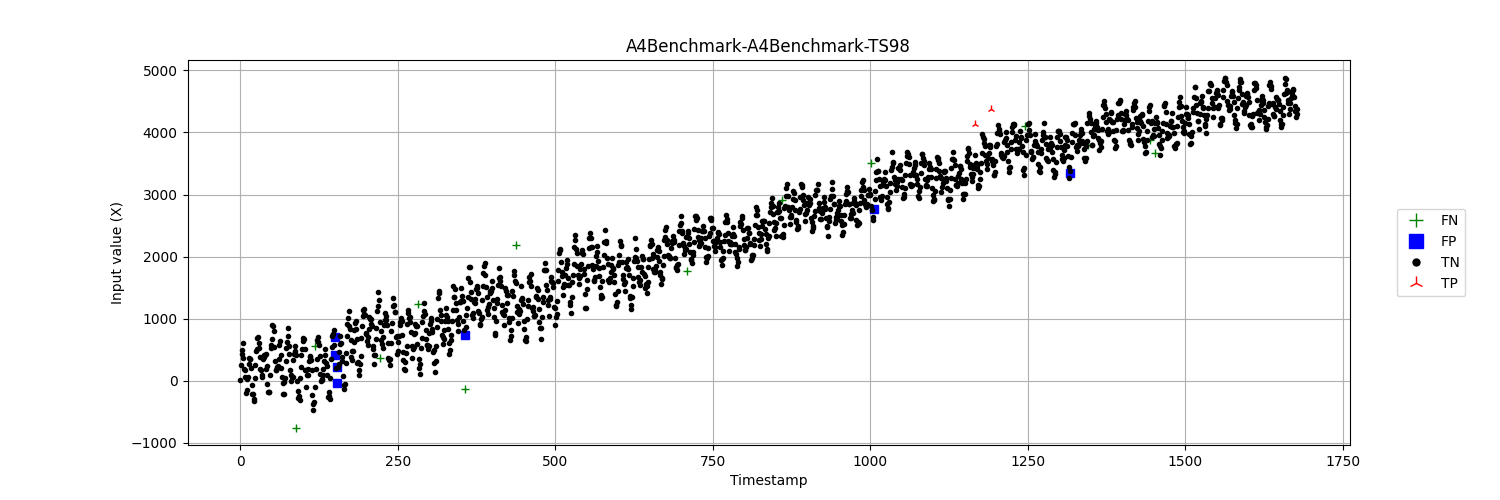 A4Benchmark-A4Benchmark-TS98
5000
4000
3000
2000
1000
0
−1000
Input value (X)
0 250 500 750 1000 1250 1500 1750
Timestamp
FN
FP
TN
TP